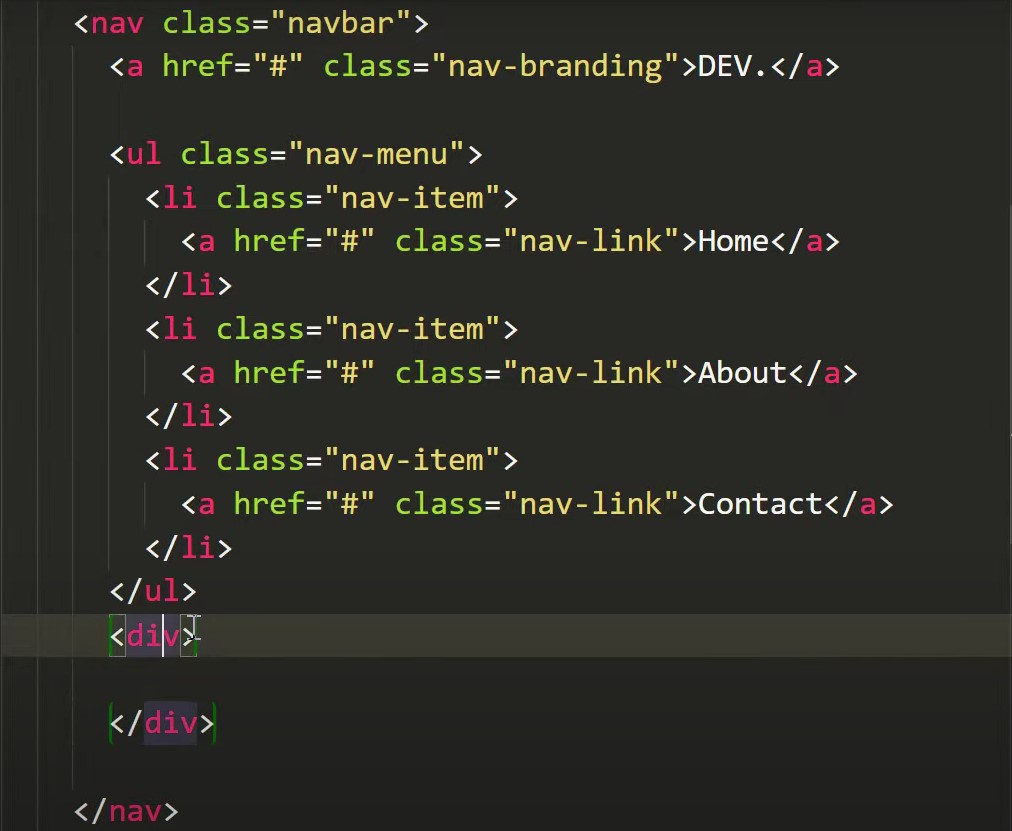 <nav class="navbar">
<a href="#" class="nav-branding">DEV.</a>
<ul class="nav-menu">
<li class="nav-item">
<a href="#" class="nav-link">Home</a>
</li>
<li class="nav-item">
<a href="#" class="nav-link">About</a>
</li>
<li class="nav-item">
<a href="#" class="nav-link">Contact</a>
</li>
</ul>
<div>
</div>
</nav>